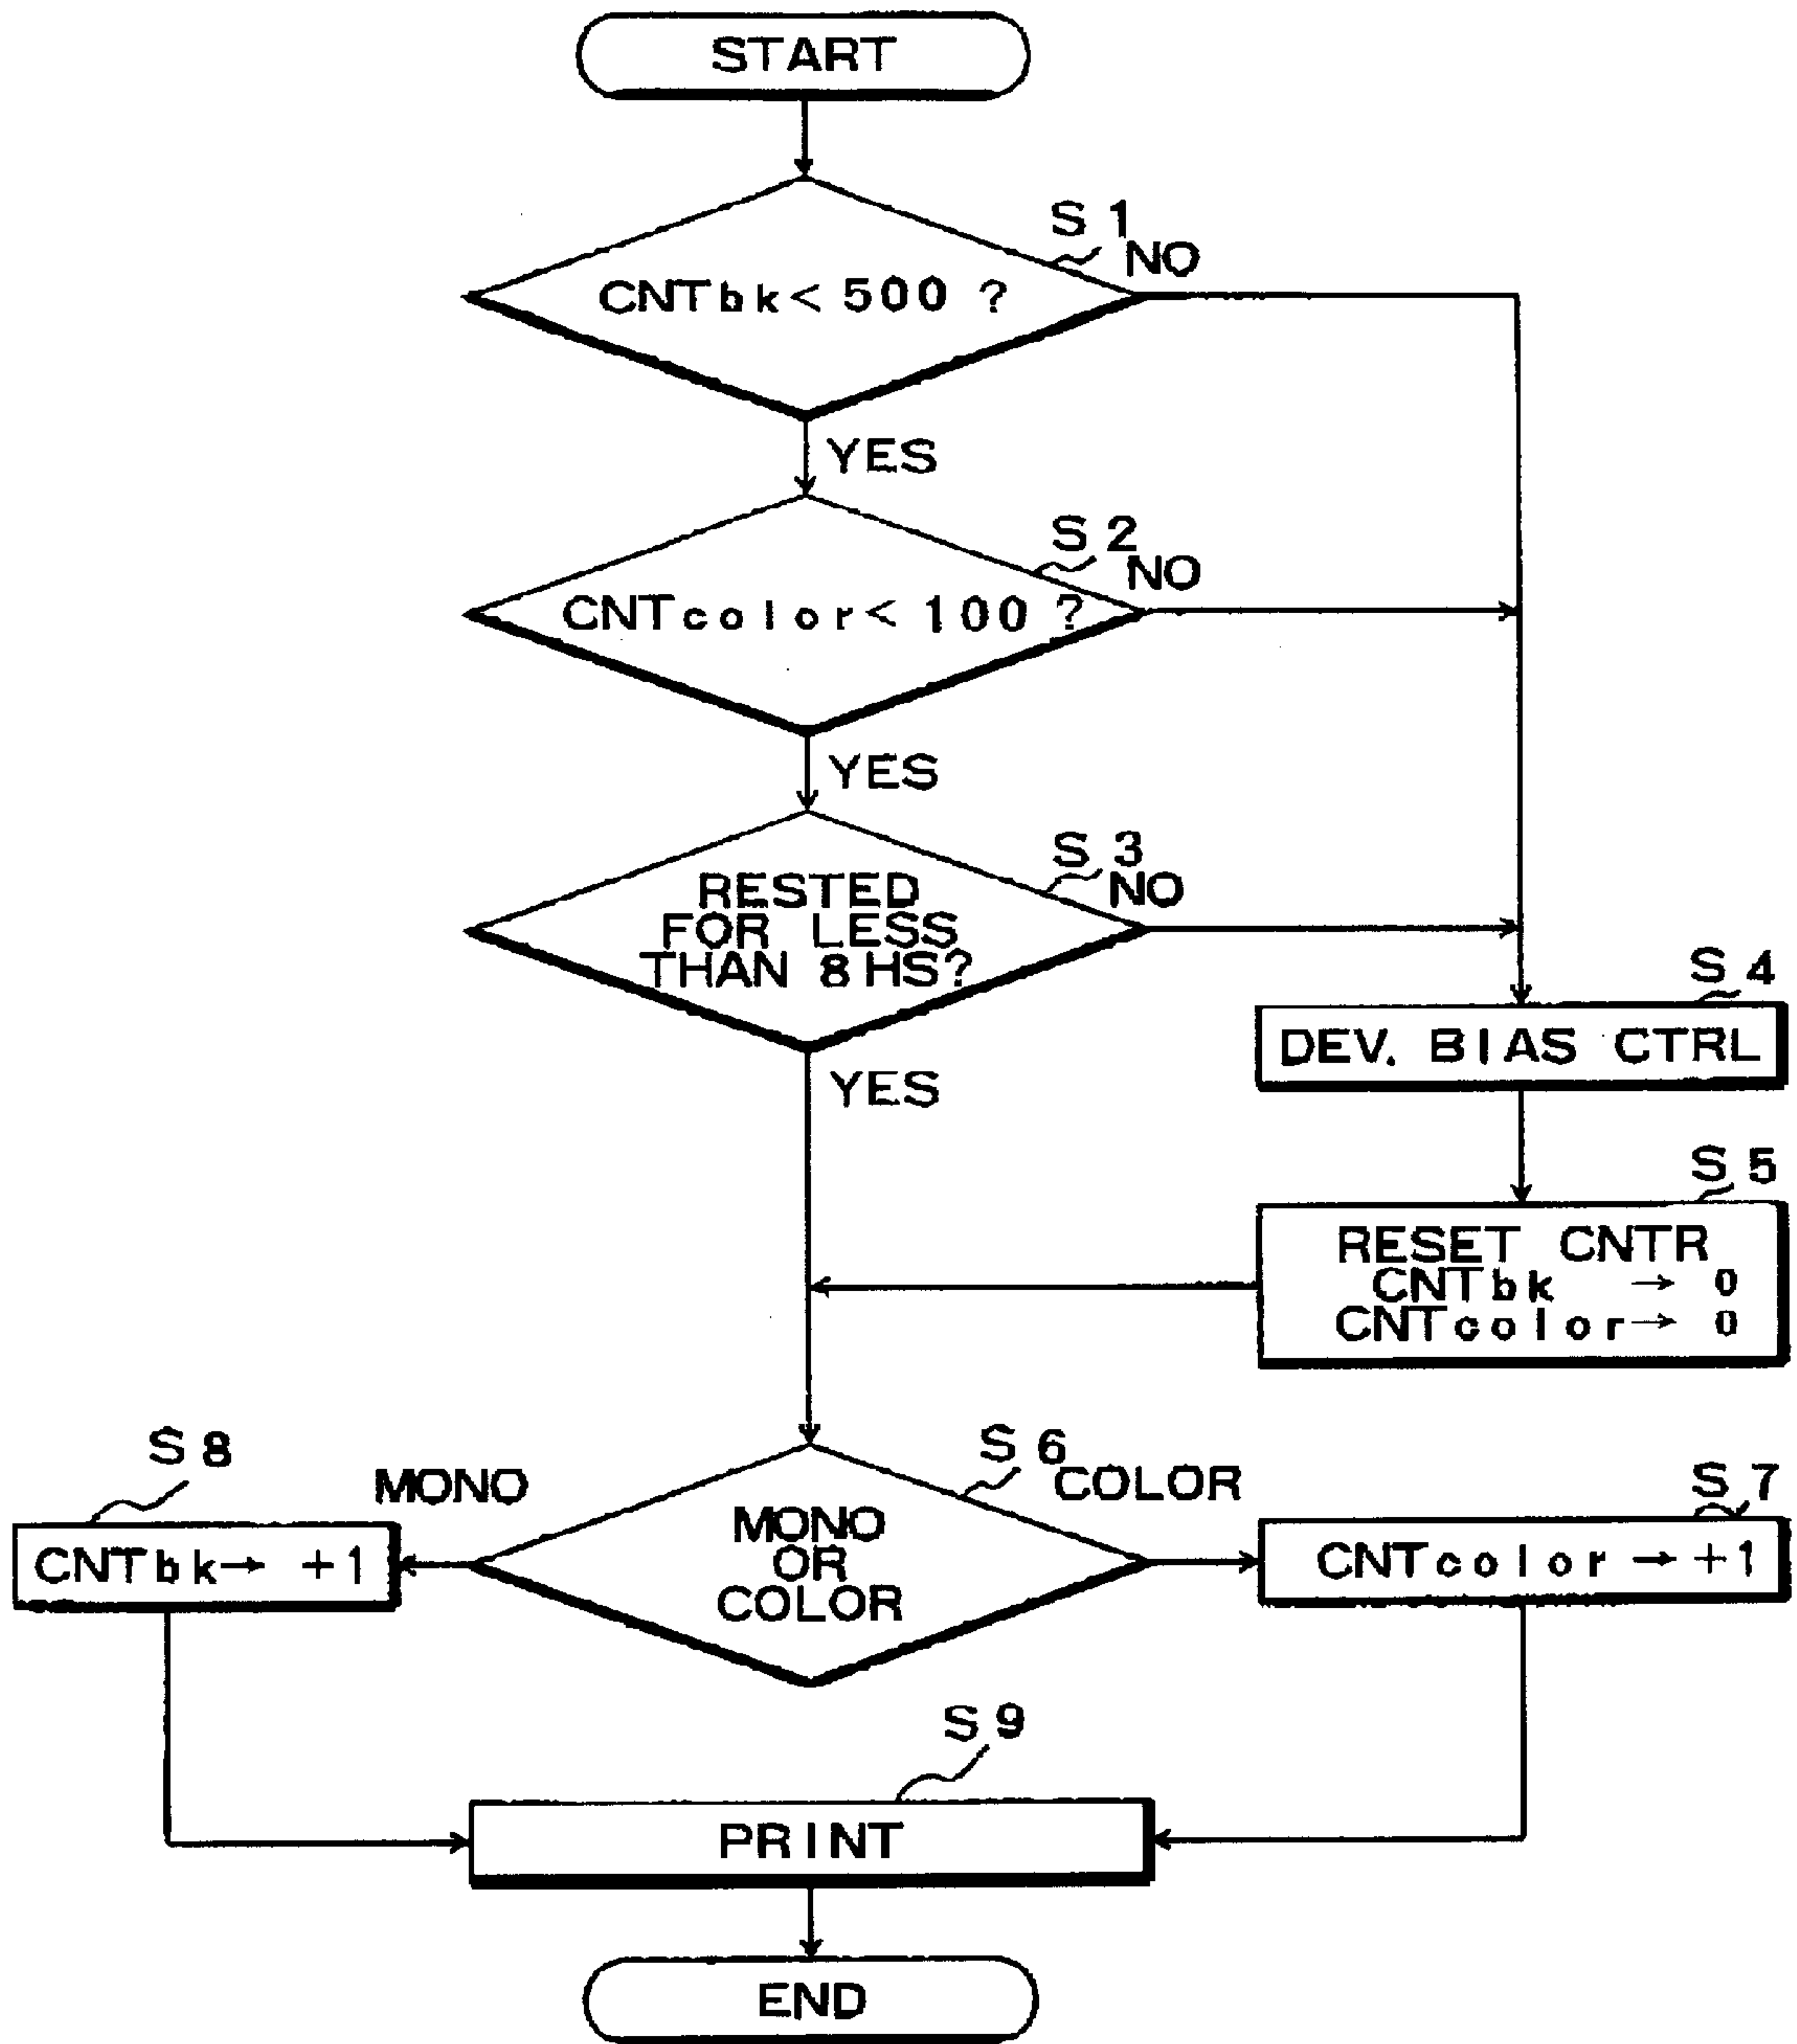 START
S1
NO
CNTbk< 500 ?
YES
S2
NO
CNTcolor< 100 ?
YES
S3
NO
RESTED
FOR LESS
THAN 8HS?
YES
S4
DEV. BIAS CTRL
S5
RESET CNTR
CNTbk → 0
CNTcolor→ 0
S8
MONO
S6
COLOR
S7
CNTbk→ +1
MONO
OR
COLOR
CNTcolor → +1
S9
PRINT
END